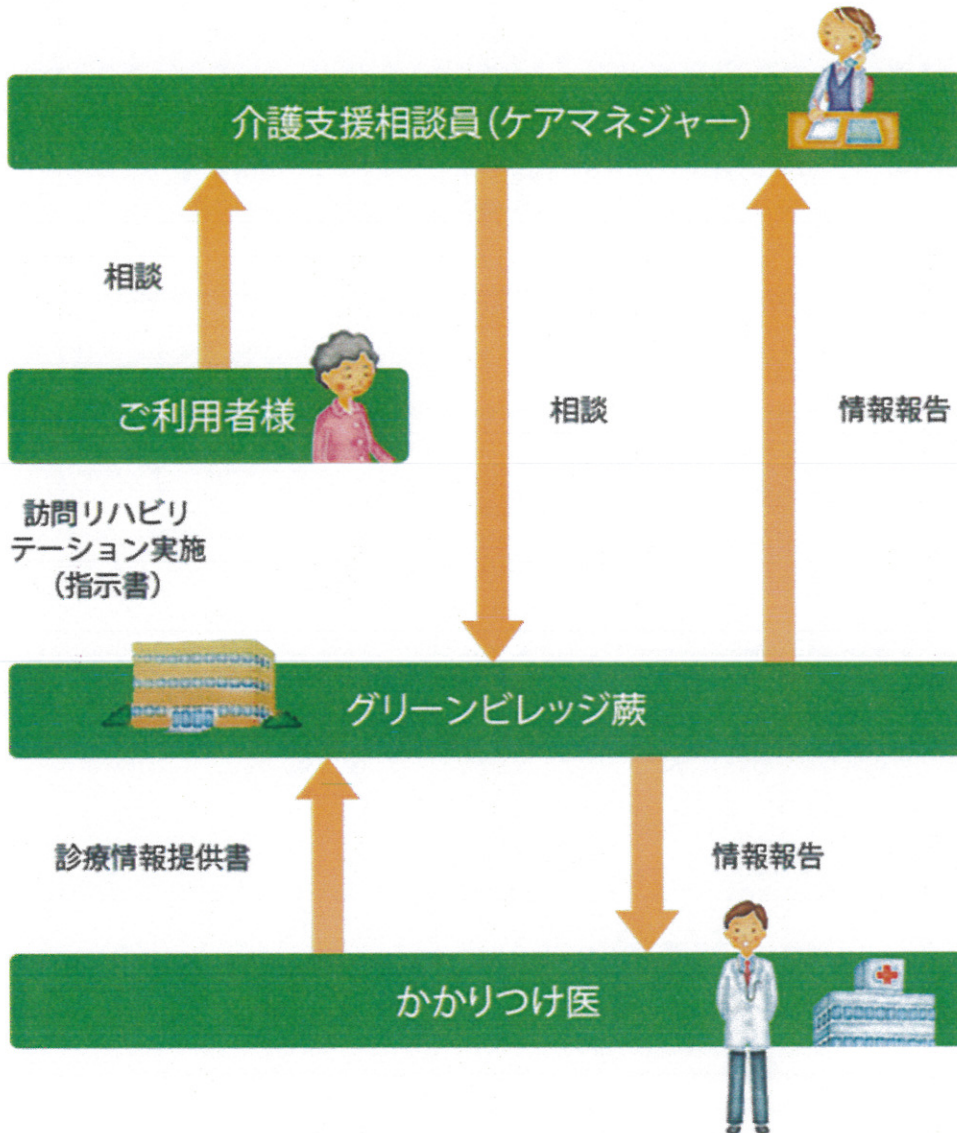 介護支援相談員(ケアマネジャー)
相談
ご利用者様
相談
情報報告
訪問リハビリ
テーション実施
(指示書)
グリーンビレッジ蕨
診療情報提供書
情報報告
かかりつけ医